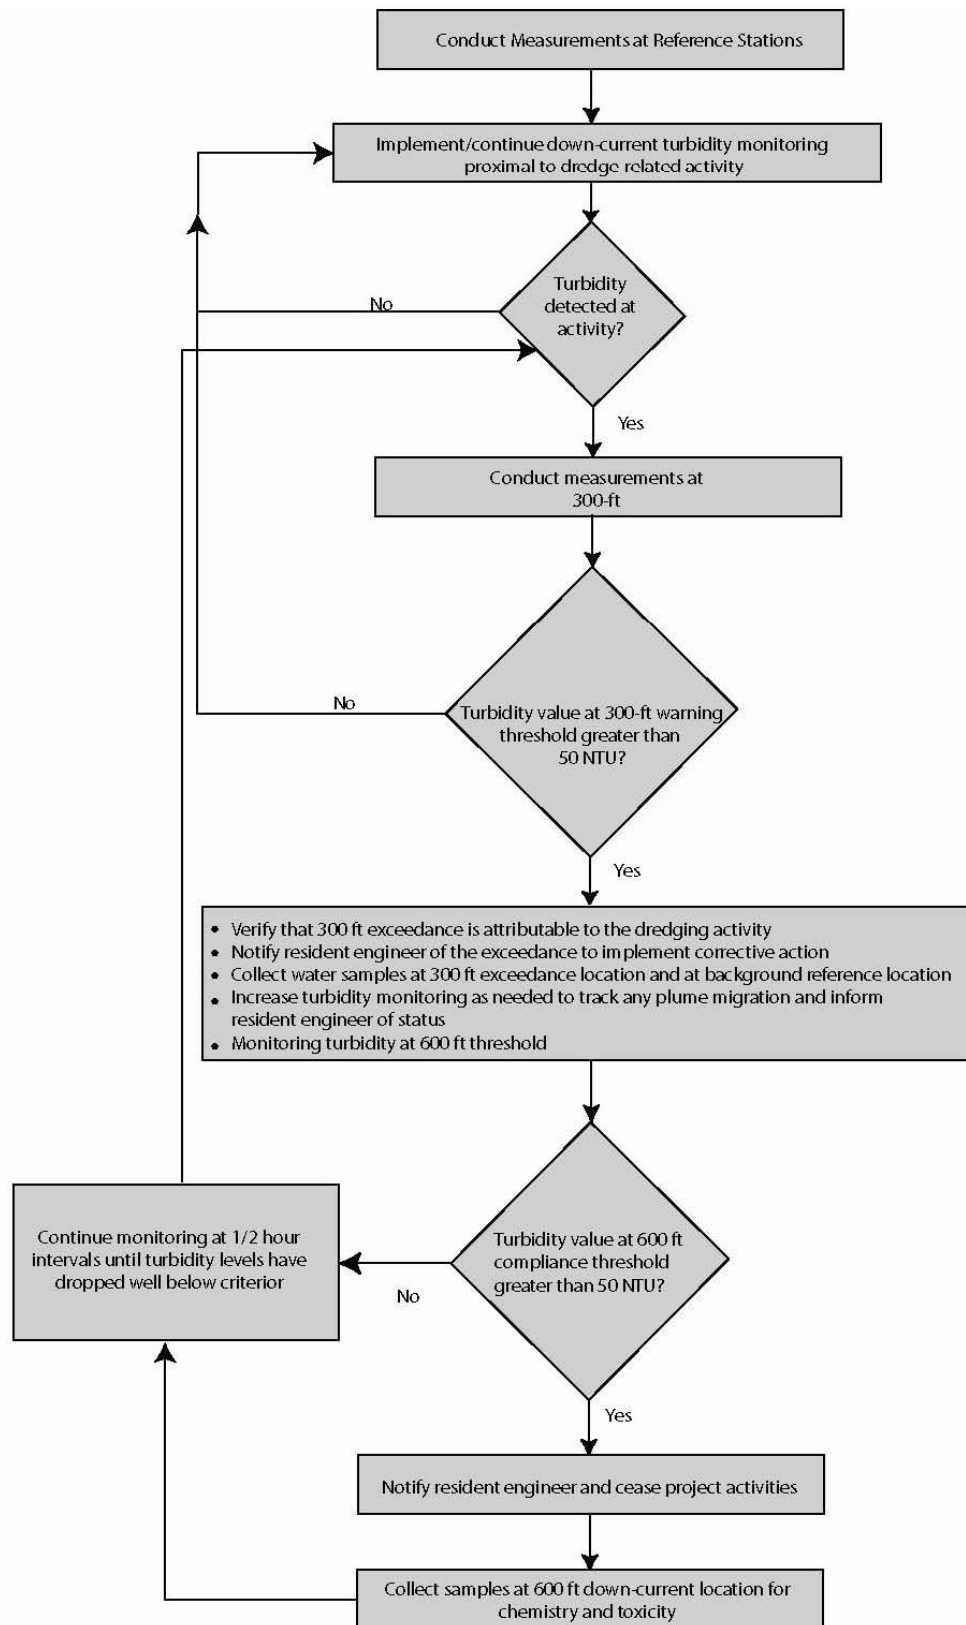 Conduct Measurements at Reference Stations
Implement/continue down-current turbidity monitoring
proximal to dredge related activity
Turbidity
detected at
activity?
No
Yes
Conduct measurements at
300-ft
No
Turbidity value at 300-ft warning
threshold greater than
50 NTU?
Yes
• Verify that 300 ft exceedance is attributable to the dredging activity
• Notify resident engineer of the exceedance to implement corrective action
• Collect water samples at 300 ft exceedance location and at background reference location
• Increase turbidity monitoring as needed to track any plume migration and inform
resident engineer of status
• Monitoring turbidity at 600 ft threshold
Continue monitoring at 1/2 hour
intervals until turbidity levels have
dropped well below criterior
Turbidity value at 600 ft
compliance threshold
greater than 50 NTU?
No
Yes
Notify resident engineer and cease project activities
Collect samples at 600 ft down-current location for
chemistry and toxicity